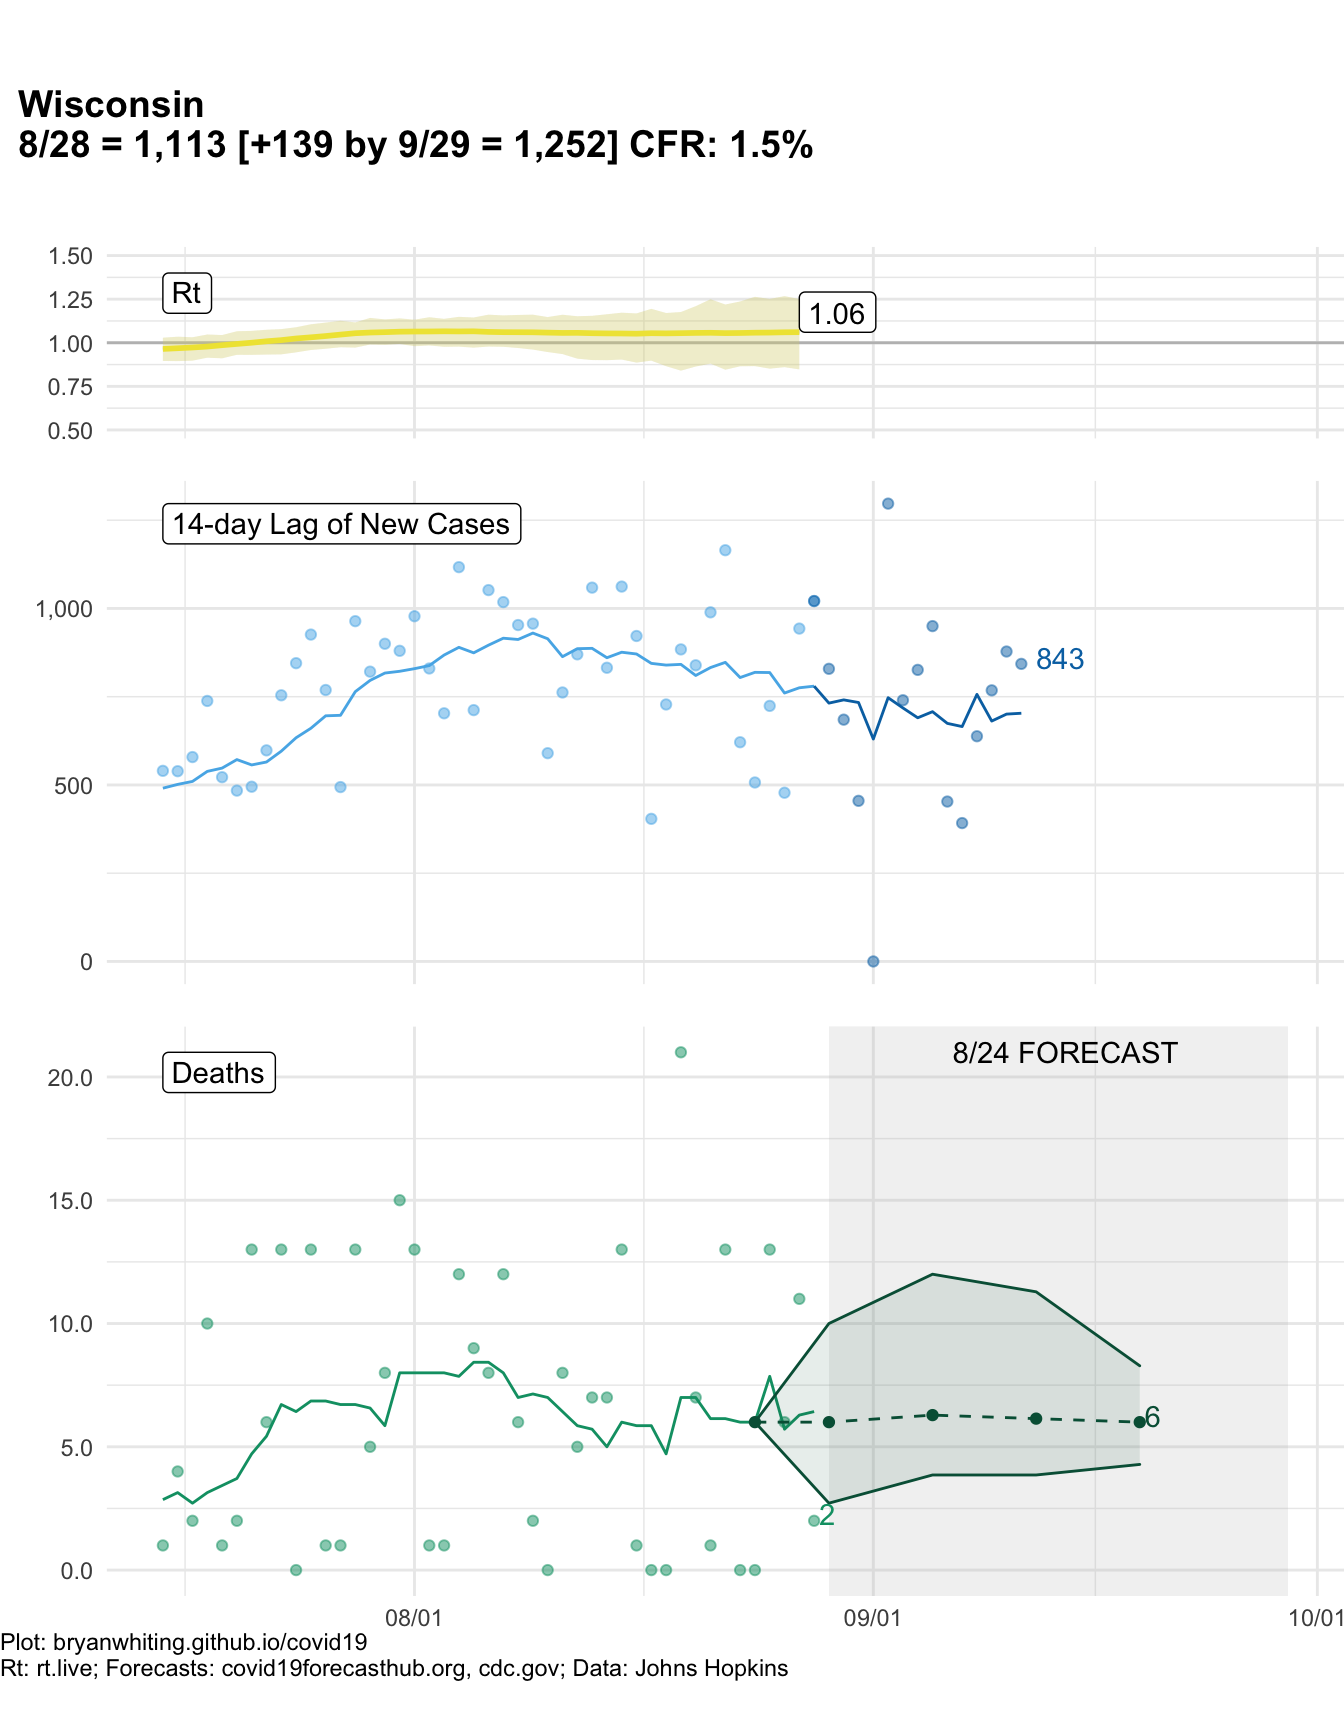 Wisconsin
8/28 = 1,113 [+139 by 9/29 = 1,252] CFR: 1.5%
1.50
Rt
1.25
1.06
1.00
0.75
0.50
14-day Lag of New Cases
1,000
843
500
0
8/24 FORECAST
Deaths
20.0
15.0
10.0
6
5.0
2
0.0
08/01
09/01
10/01
Plot: bryanwhiting.github.io/covid19
Rt: rt.live; Forecasts: covid19forecasthub.org, cdc.gov; Data: Johns Hopkins